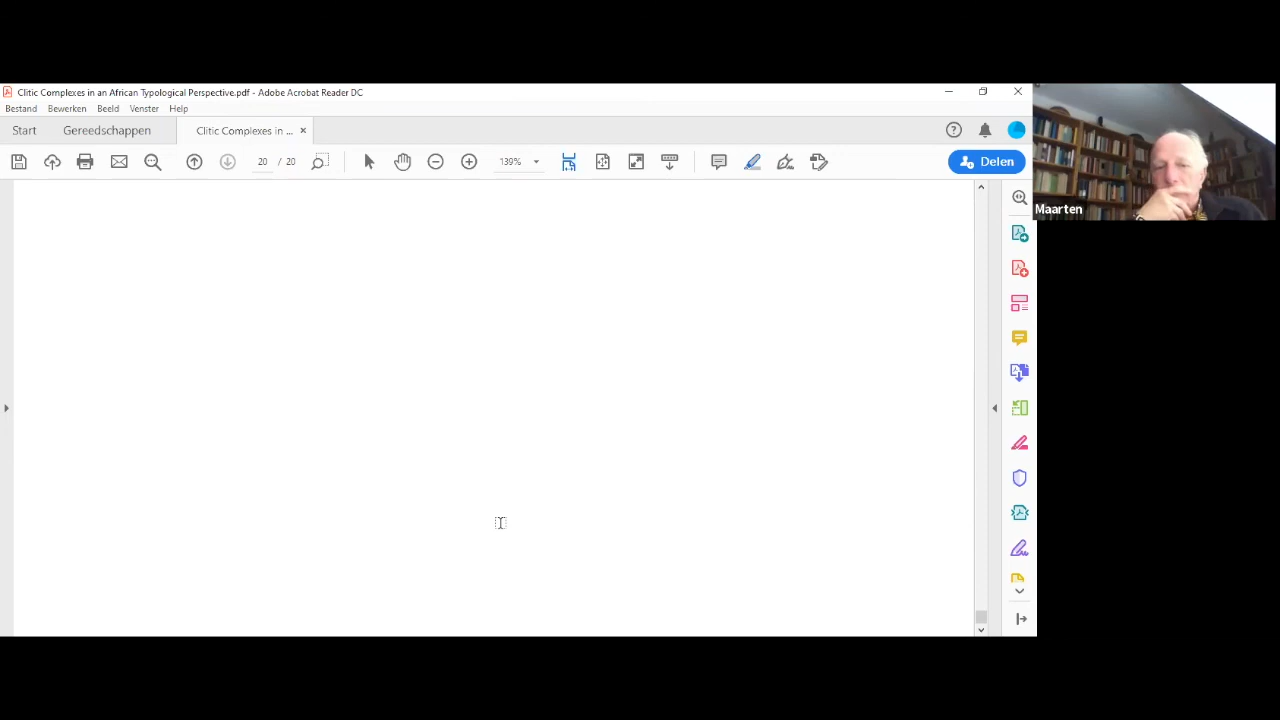 Clitic Complexes in an African Typological Perspective.pdf - Adobe Acrobat Reader DC
Bestand Bewerken Beeld Venster Help
Start Gereedschappen Clitic Complexes in ...
20 / 20 139% Delen
Maarten